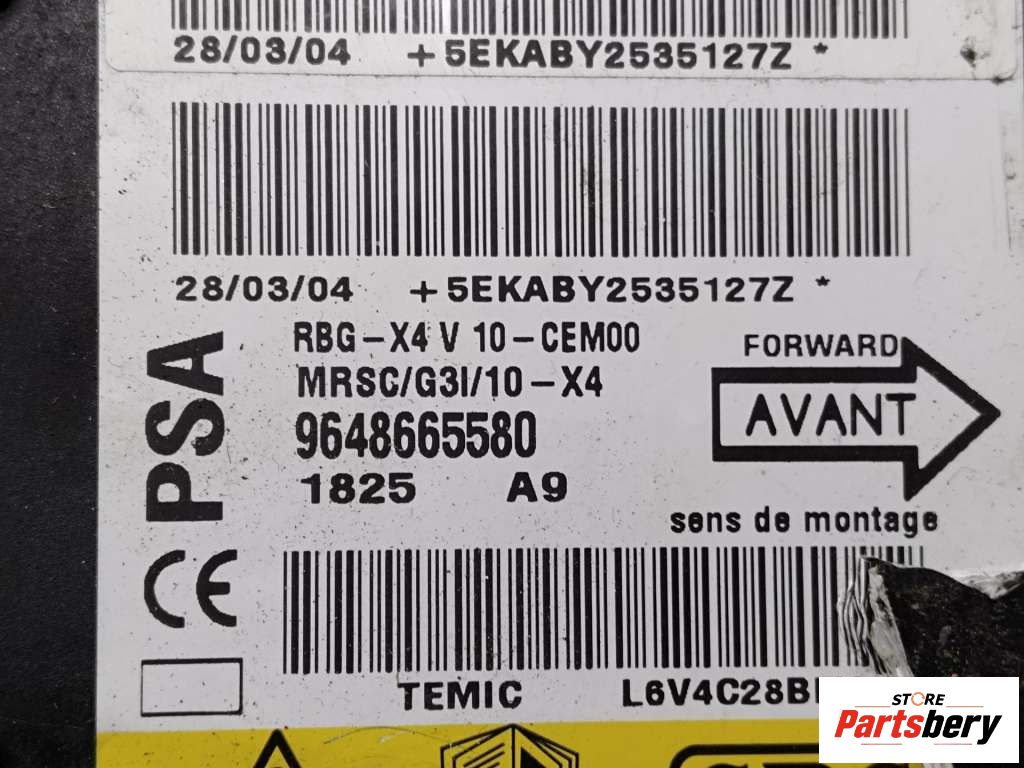 28/03/04 +5EKABY2535127Z *
28/03/04 +5EKABY2535127Z *
PSA
RBG-X4 V 10-CEM00
MRSC/G3I/10-X4
9648665580
1825 A9
FORWARD
AVANT
sens de montage
CE
TEMIC
STORE
Partsbery